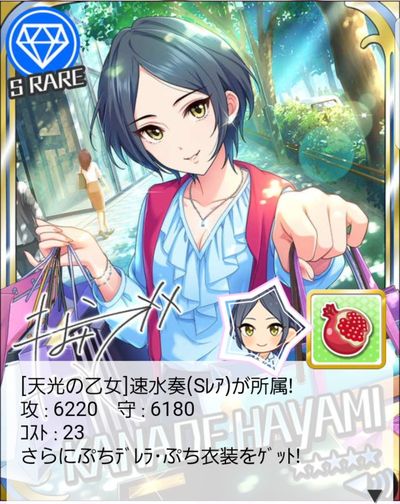 S RARE
[天光の乙女]速水奏(Sﾚｱ)が所属!
攻 : 6220　守 : 6180
ｺｽﾄ : 23
さらにぷちﾃﾞﾚﾗ･ぷち衣装をｹﾞｯﾄ!
KANADE HAYAMI